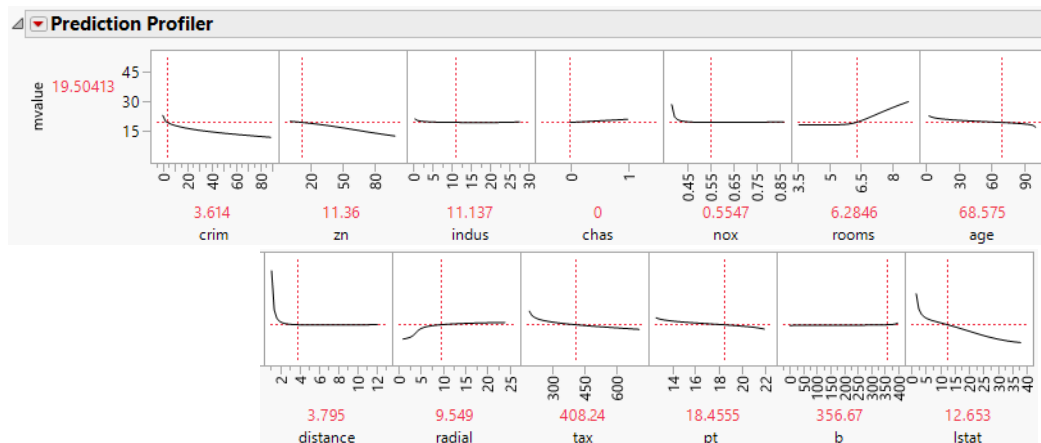 Prediction Profiler
mvalue
19.50413
45
30
15
0 20 40 60 80
20 50 80
0 5 10 15 20 25 30
0 1
0.45 0.55 0.65 0.75 0.85
3.5 5 6.5 8
0 30 60 90
3.614 11.36 11.137 0 0.5547 6.2846 68.575
crim zn indus chas nox rooms age
2 4 6 8 10 12
0 5 10 15 20 25
300 450 600
14 16 18 20 22
0 50 100 150 200 250 300 350 400
0 5 10 15 20 25 30 35 40
3.795 9.549 408.24 18.4555 356.67 12.653
distance radial tax pt b lstat